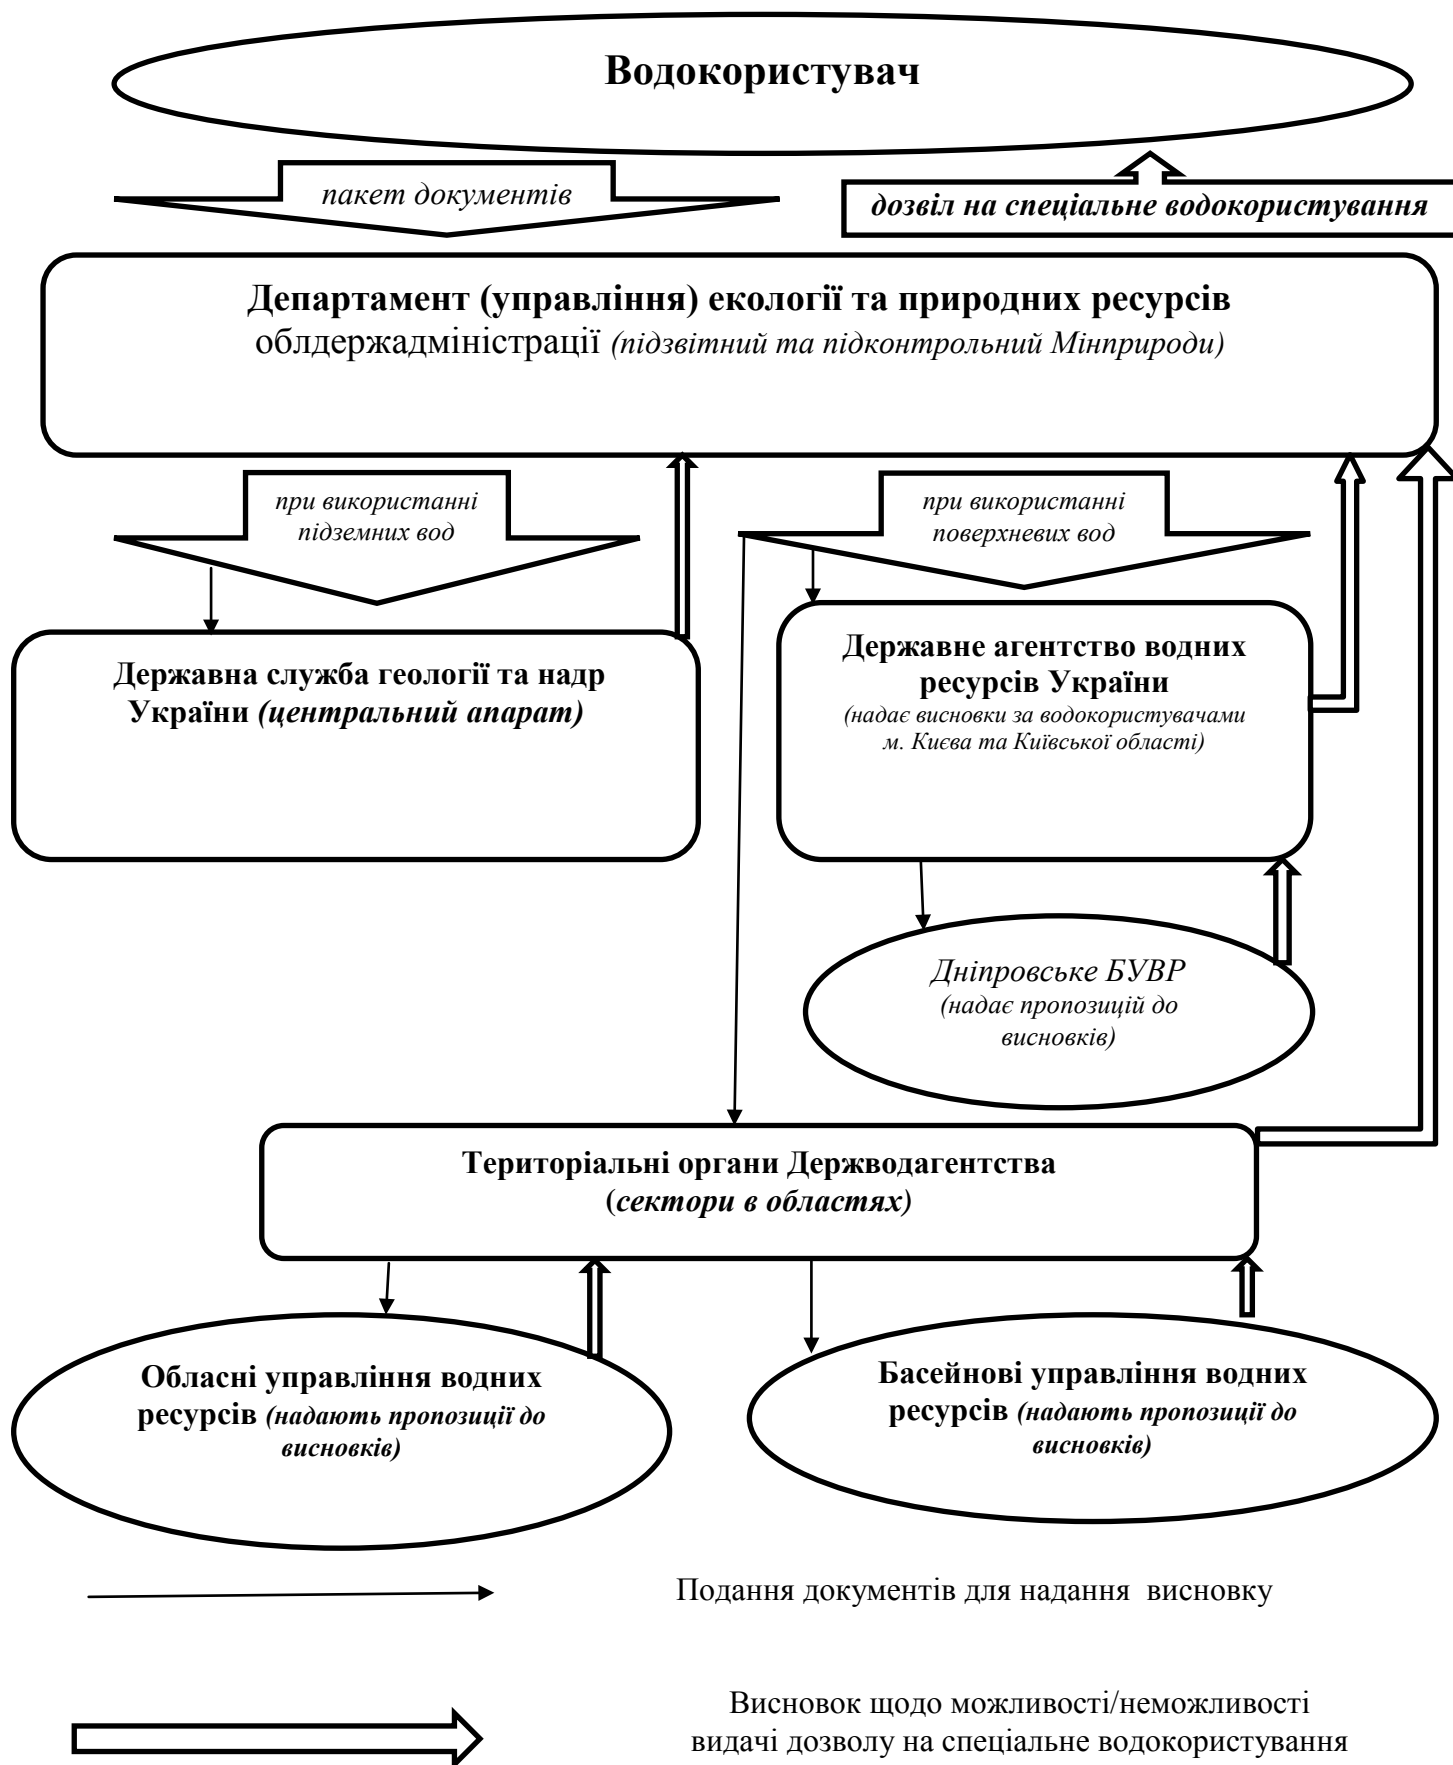 Водокористувач
пакет документів
дозвіл на спеціальне водокористування
Департамент (управління) екології та природних ресурсів
облдержадміністрації (підзвітний та підконтрольний Мінприроди)
при використанні
підземних вод
при використанні
поверхневих вод
Державна служба геології та надр
України (центральний апарат)
Державне агентство водних
ресурсів України
(надає висновки за водокористувачами
м. Києва та Київської області)
Дніпровське БУВР
(надає пропозицій до
висновків)
Територіальні органи Держводагентства
(сектори в областях)
Обласні управління водних
ресурсів (надають пропозиції до
висновків)
Басейнові управління водних
ресурсів (надають пропозиції до
висновків)
Подання документів для надання висновку
Висновок щодо можливості/неможливості
видачі дозволу на спеціальне водокористування